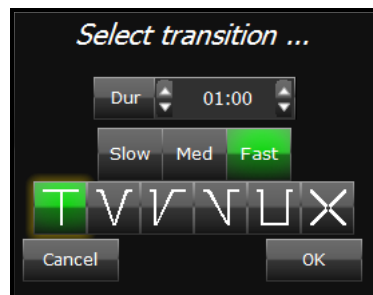 Select transition ...
Dur 01:00
Slow Med Fast
Cancel OK